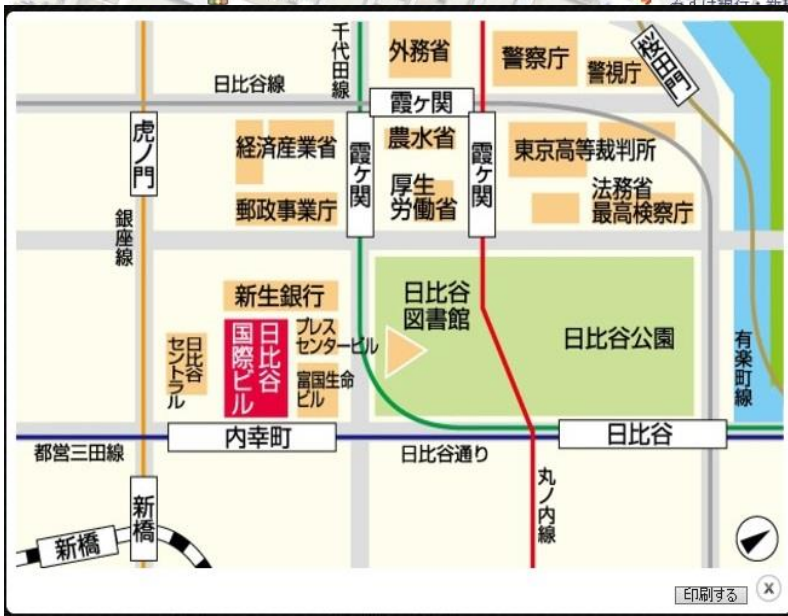 千代田線
外務省
警察庁
警視庁
桜田門
日比谷線
霞ヶ関
虎ノ門
経済産業省
霞ヶ関
農水省
霞ヶ関
東京高等裁判所
郵政事業庁
厚生
労働省
法務省
最高検察庁
銀座線
新生銀行
日比谷
図書館
日比谷公園
有楽町線
日比谷
セントラル
日比谷
国際ビル
プレス
センタービル
富国生命
ビル
都営三田線
内幸町
日比谷通り
日比谷
丸ノ内線
新橋
新橋
印刷する
X